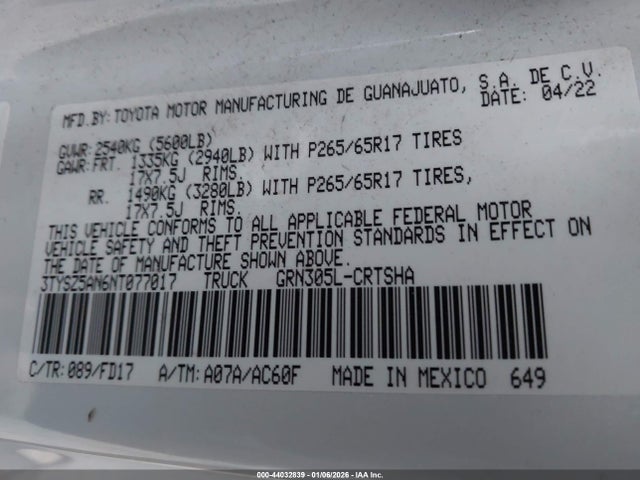 MFD.BY: TOYOTA MOTOR MANUFACTURING DE GUANAJUATO, S.A. DE C.V.
DATE: 04/22
GVWR: 2540KG (5600LB)
GAWR: FRT. 1335KG (2940LB) WITH P265/65R17 TIRES
17X7.5J RIMS,
RR. 1490KG (3280LB) WITH P265/65R17 TIRES,
17X7.5J RIMS,
THIS VEHICLE CONFORMS TO ALL APPLICABLE FEDERAL MOTOR
VEHICLE SAFETY AND THEFT PREVENTION STANDARDS IN EFFECT ON
THE DATE OF MANUFACTURE SHOWN ABOVE.
3TYSZ5AN6NT077017 TRUCK GRN305L-CRTSHA
C/TR: 089/FD17 A/TM: A07A/AC60F MADE IN MEXICO 649
000-44032839 - 01/06/2026 - IAA Inc.